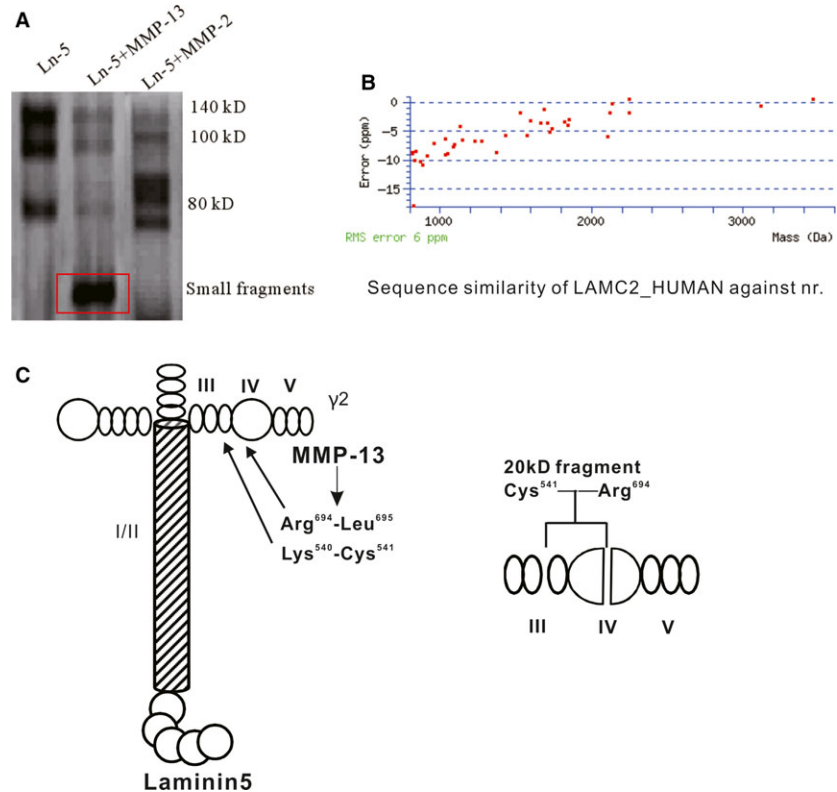 A
Ln-5
Ln-5+MMP-13
Ln-5+MMP-2
140 kD
100 kD
80 kD
Small fragments
B
Error (ppm)
0
-5
-10
-15
1000
2000
3000
RMS error 6 ppm
Mass (Da)
Sequence similarity of LAMC2_HUMAN against nr.
C
III
IV
V
γ2
MMP-13
Arg⁶⁹⁴-Leu⁶⁹⁵
Lys⁵⁴⁰-Cys⁵⁴¹
I/II
Laminin5
20kD fragment
Cys⁵⁴¹—Arg⁶⁹⁴
III
IV
V